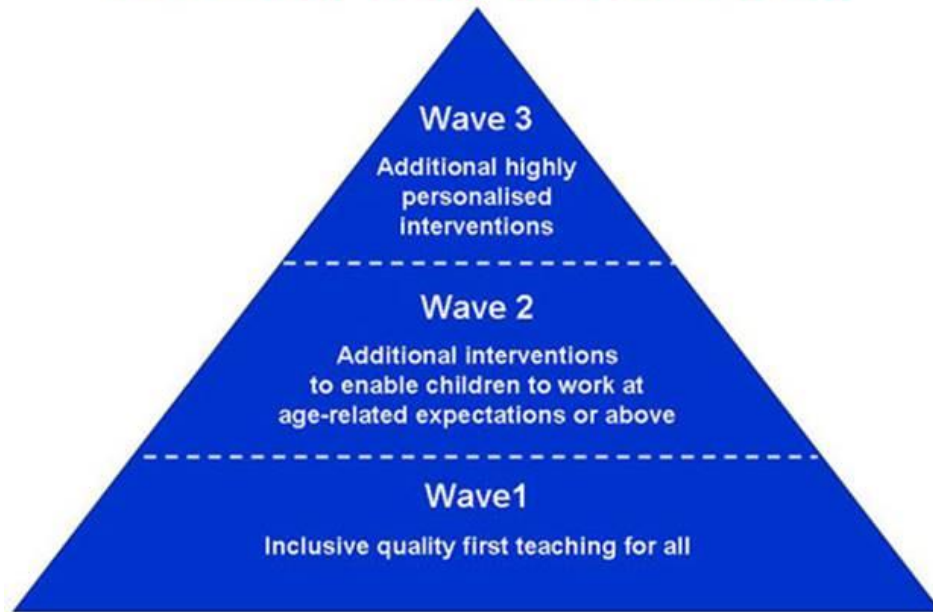 Wave 3
Additional highly
personalised
interventions
Wave 2
Additional interventions
to enable children to work at
age-related expectations or above
Wave1
Inclusive quality first teaching for all